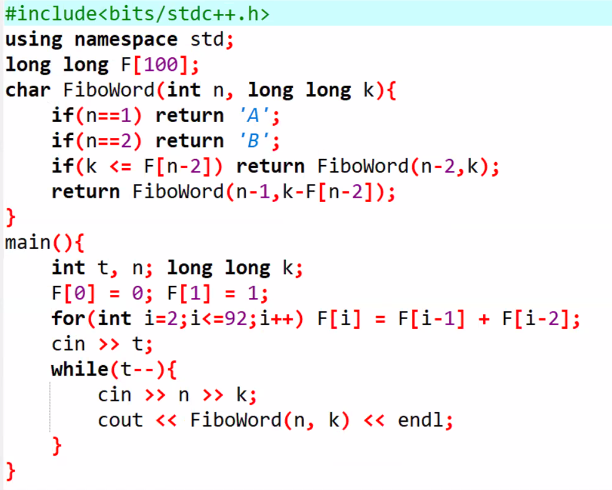 #include<bits/stdc++.h>
using namespace std;
long long F[100];
char FiboWord(int n, long long k){
    if(n==1) return 'A';
    if(n==2) return 'B';
    if(k <= F[n-2]) return FiboWord(n-2,k);
    return FiboWord(n-1,k-F[n-2]);
}
main(){
    int t, n; long long k;
    F[0] = 0; F[1] = 1;
    for(int i=2;i<=92;i++) F[i] = F[i-1] + F[i-2];
    cin >> t;
    while(t--){
        cin >> n >> k;
        cout << FiboWord(n, k) << endl;
    }
}